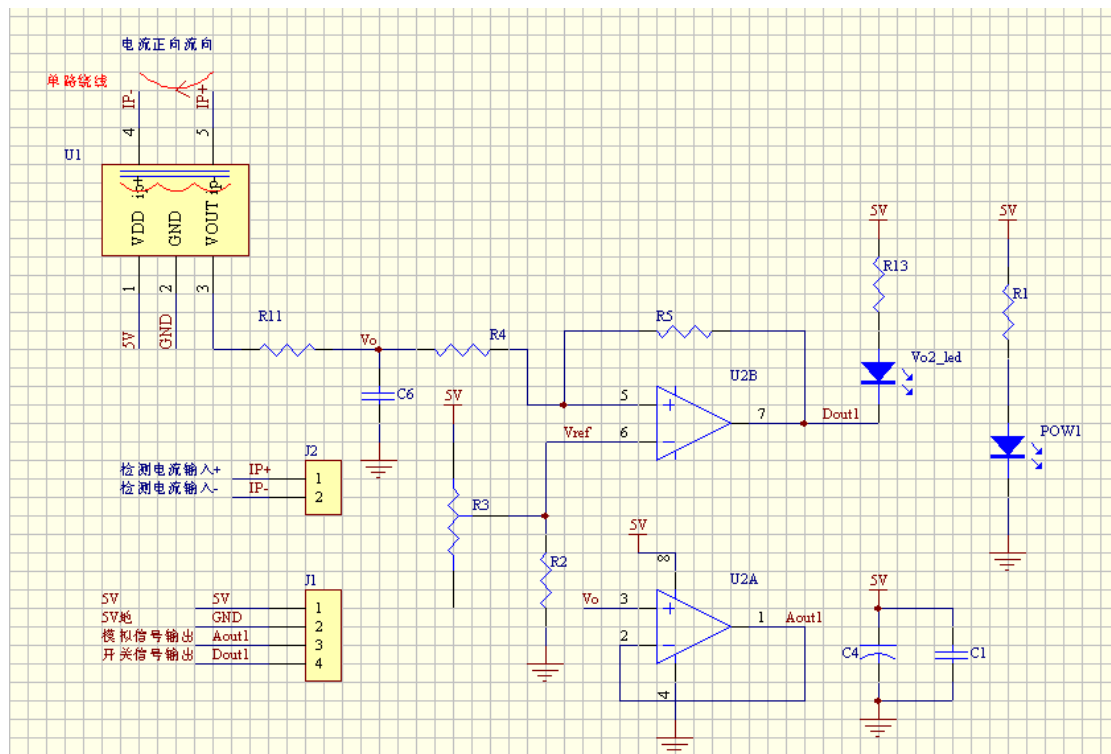 电流正向流向
单路绕线
IP-
IP+
4
5
U1
ip+
ip-
VDD
GND
VOUT
1
2
3
5V
GND
R11
Vo
C6
R4
R5
5V
Vref
5
6
7
U2B
Dout1
5V
R13
Vo2_led
5V
R1
POW1
J2
检测电流输入+ IP+ 1
检测电流输入- IP- 2
R3
R2
J1
5V 5V 1
5V地 GND 2
模拟信号输出 Aout1 3
开关信号输出 Dout1 4
5V
8
U2A
Vo 3
2
1 Aout1
4
5V
C4
C1